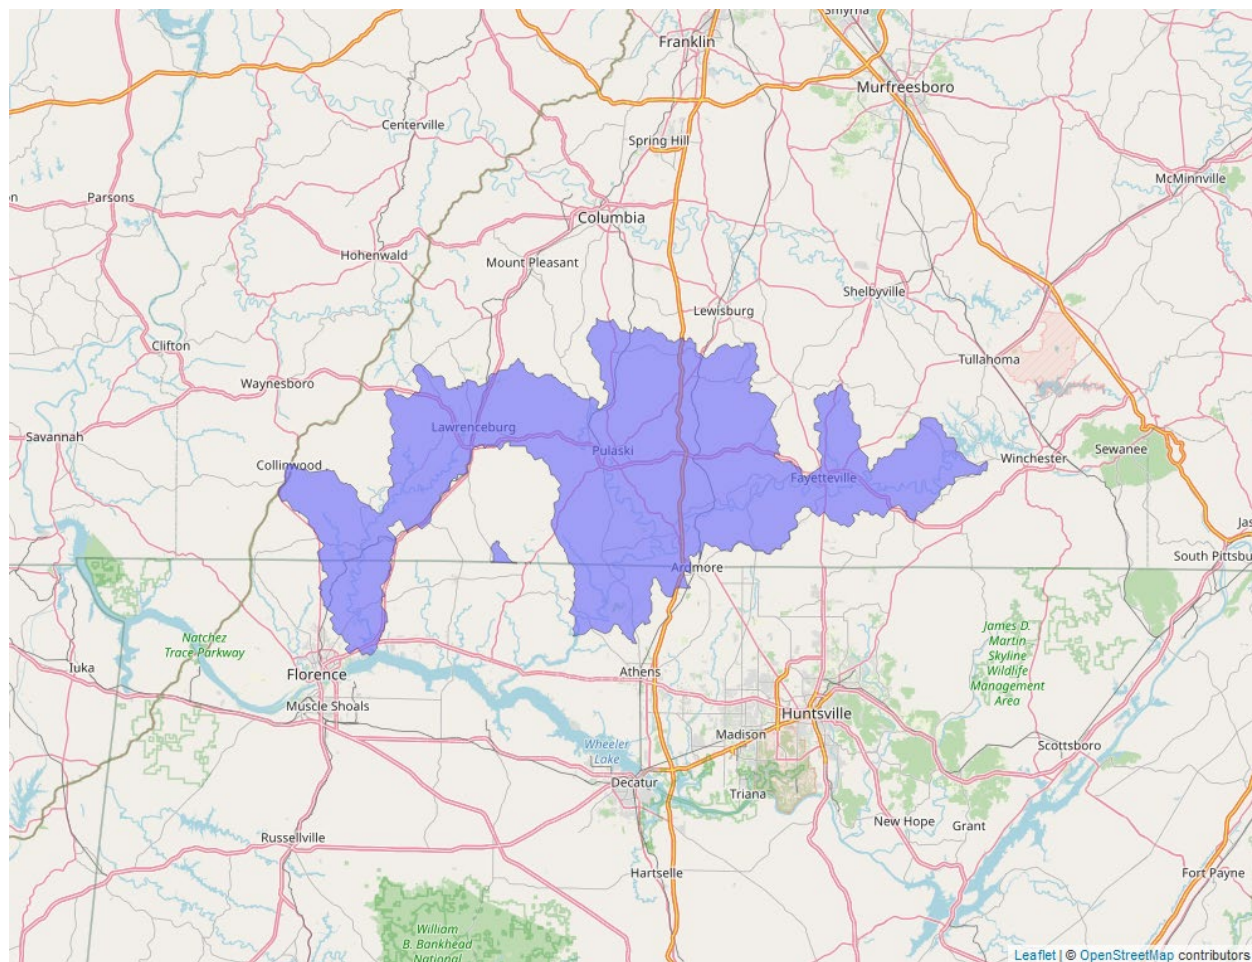 Smyrna
Franklin
Murfreesboro
Centerville
Spring Hill
McMinnville
Parsons
Columbia
Hohenwald
Mount Pleasant
Shelbyville
Lewisburg
Clifton
Tullahoma
Waynesboro
Lawrenceburg
Savannah
Pulaski
Sewanee
Collinwood
Winchester
Fayetteville
Jas
South Pittsbu
Ardmore
James D.
Martin
Skyline
Wildlife
Management
Area
Natchez
Trace Parkway
Iuka
Athens
Florence
Muscle Shoals
Huntsville
Madison
Scottsboro
Wheeler
Lake
Decatur
Triana
New Hope
Grant
Russellville
Hartselle
Fort Payne
William
B. Bankhead
National
Leaflet | © OpenStreetMap contributors